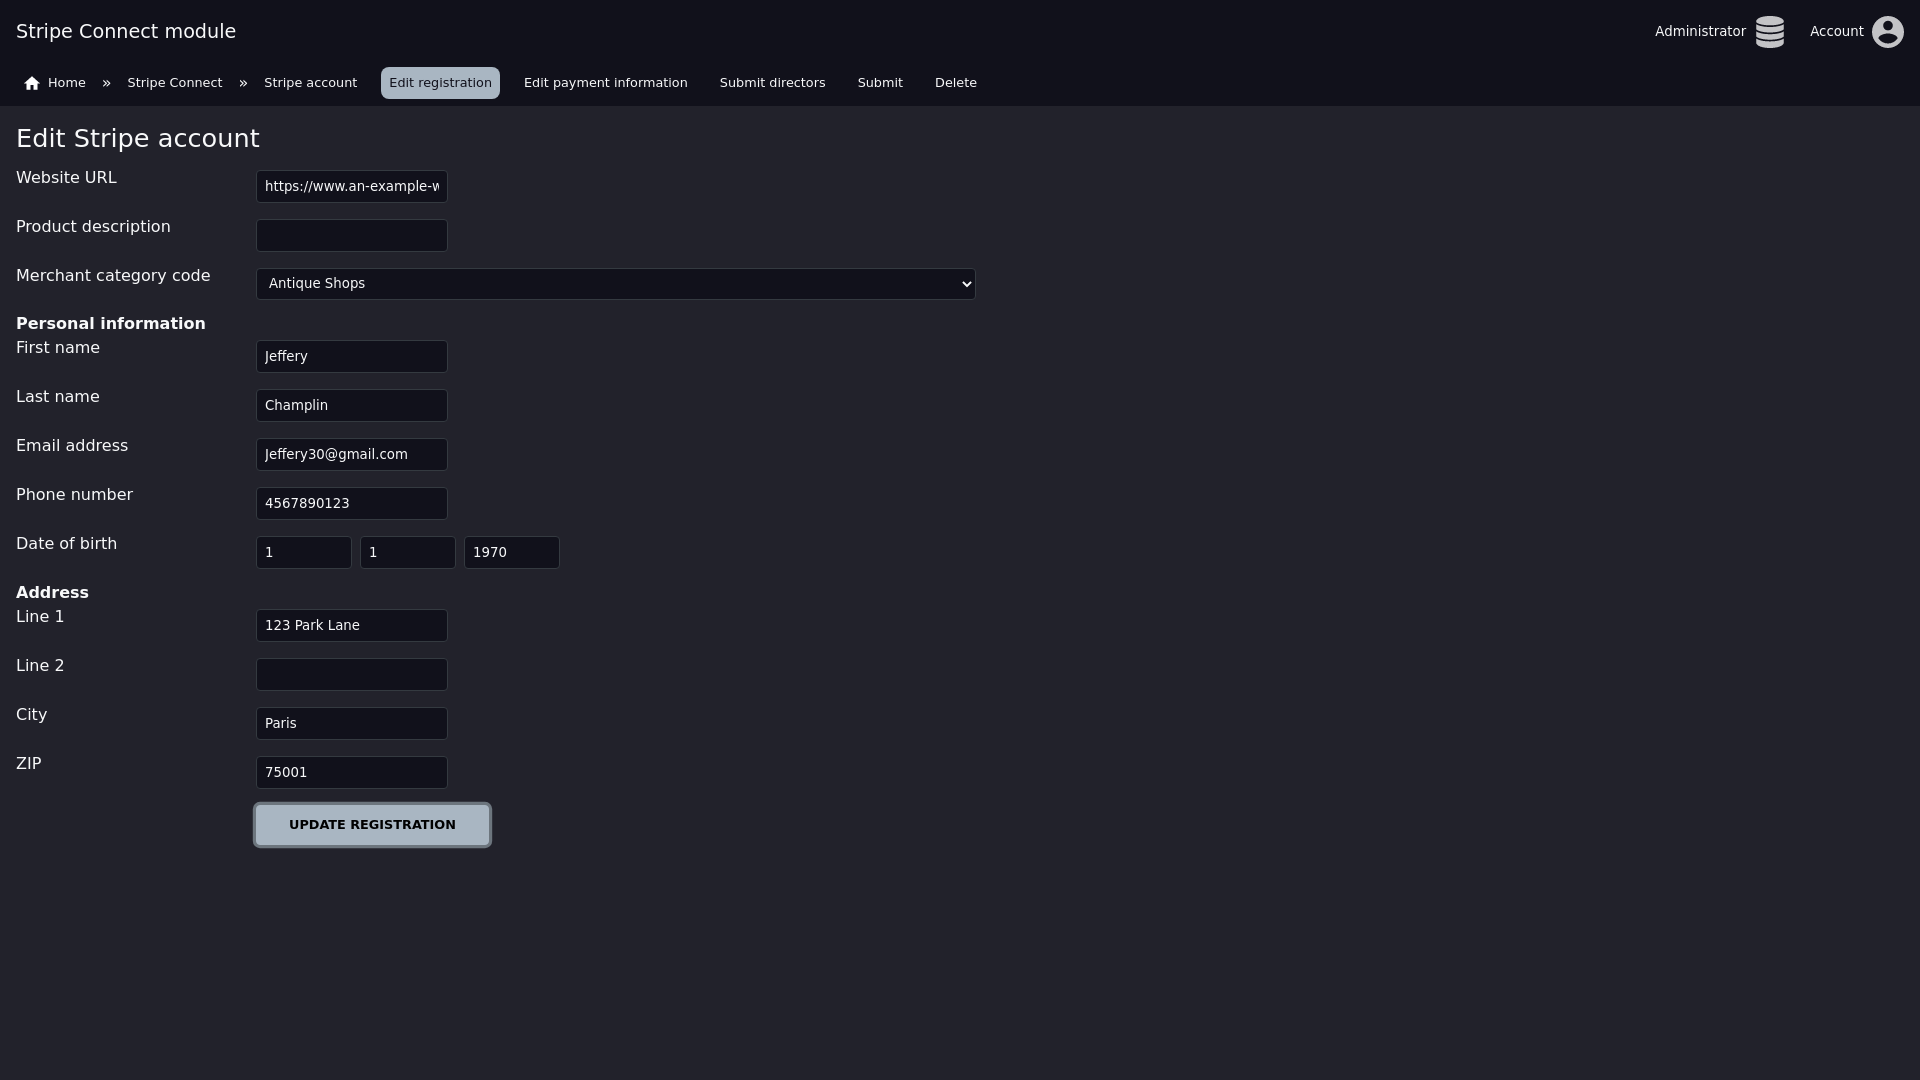 Stripe Connect module
Administrator
Account
Home » Stripe Connect » Stripe account Edit registration Edit payment information Submit directors Submit Delete
Edit Stripe account
Website URL https://www.an-example-w
Product description
Merchant category code Antique Shops
Personal information
First name Jeffery
Last name Champlin
Email address Jeffery30@gmail.com
Phone number 4567890123
Date of birth 1 1 1970
Address
Line 1 123 Park Lane
Line 2
City Paris
ZIP 75001
UPDATE REGISTRATION